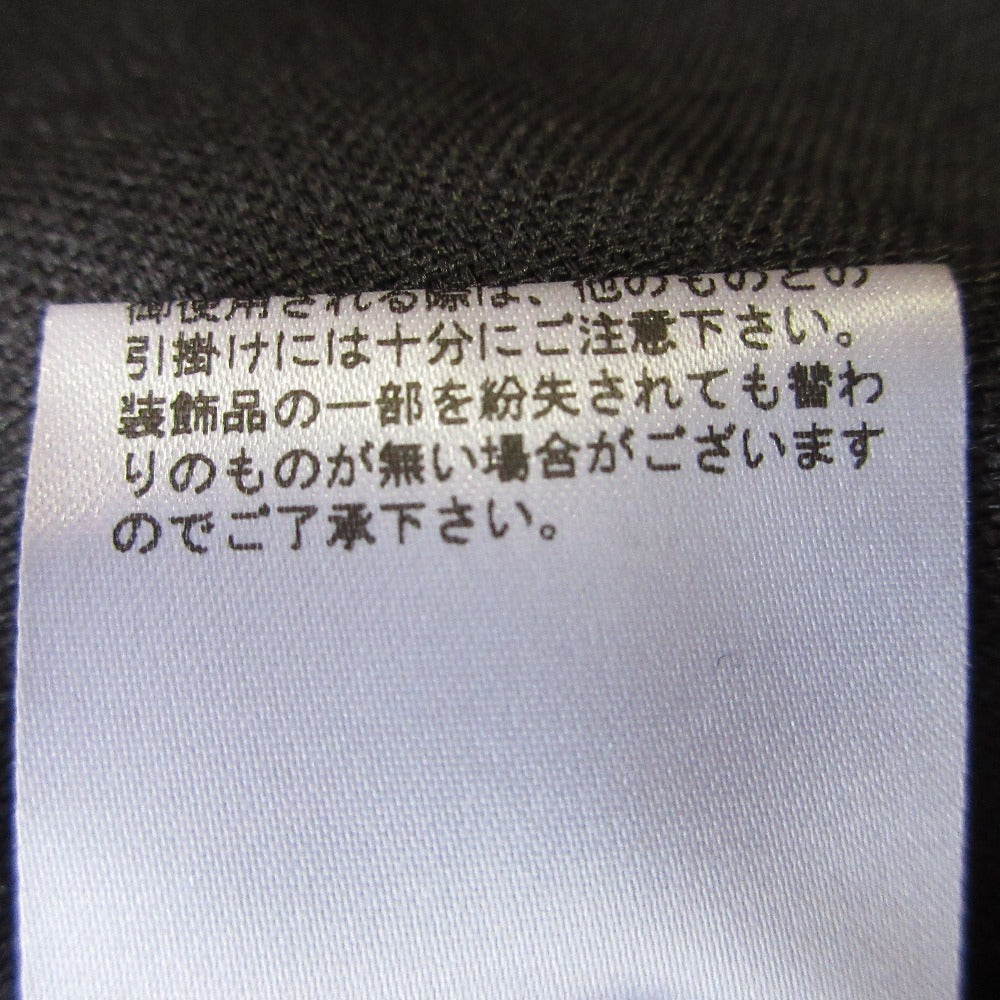 御使用される際は、他のものとの
引掛けには十分にご注意下さい。
装飾品の一部を紛失されても替わ
りのものが無い場合がございます
のでご了承下さい。